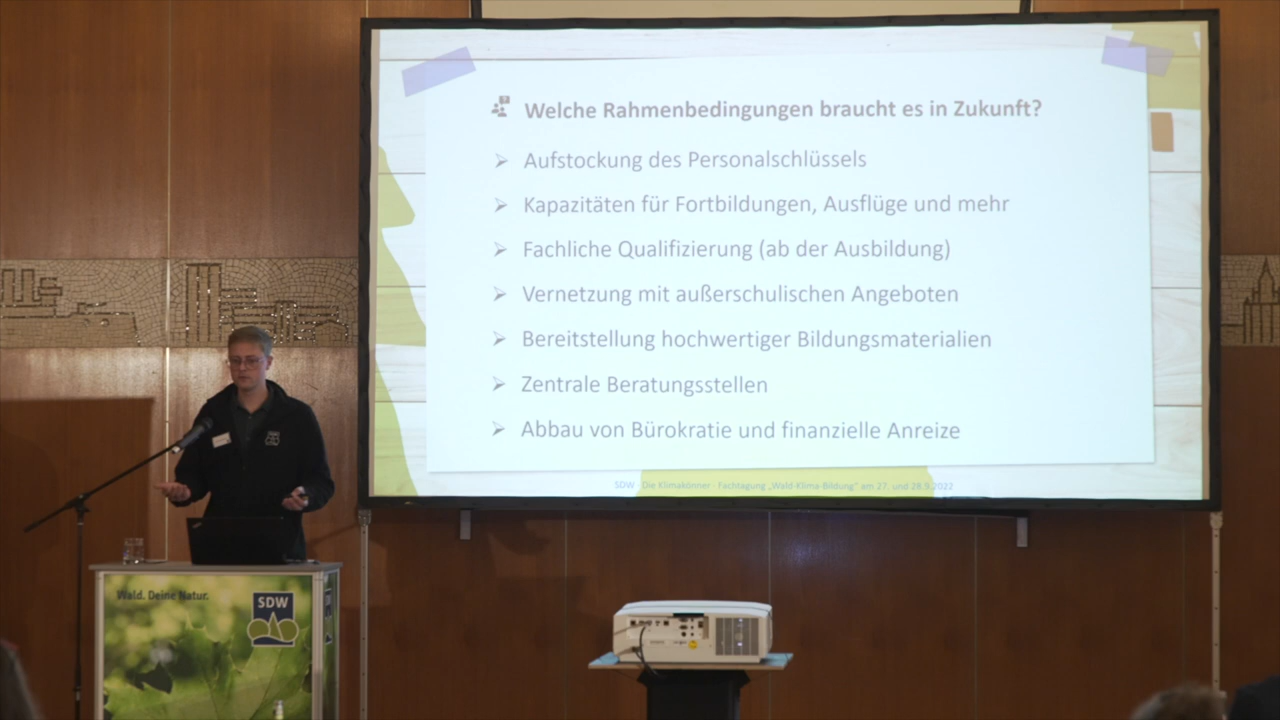 Welche Rahmenbedingungen braucht es in Zukunft?
Aufstockung des Personalschlüssels
Kapazitäten für Fortbildungen, Ausflüge und mehr
Fachliche Qualifizierung (ab der Ausbildung)
Vernetzung mit außerschulischen Angeboten
Bereitstellung hochwertiger Bildungsmaterialien
Zentrale Beratungsstellen
Abbau von Bürokratie und finanzielle Anreize
SDW · Die Klimakönner · Fachtagung „Wald-Klima-Bildung“ am 27. und 28.9.2022
Wald. Deine Natur.
SDW